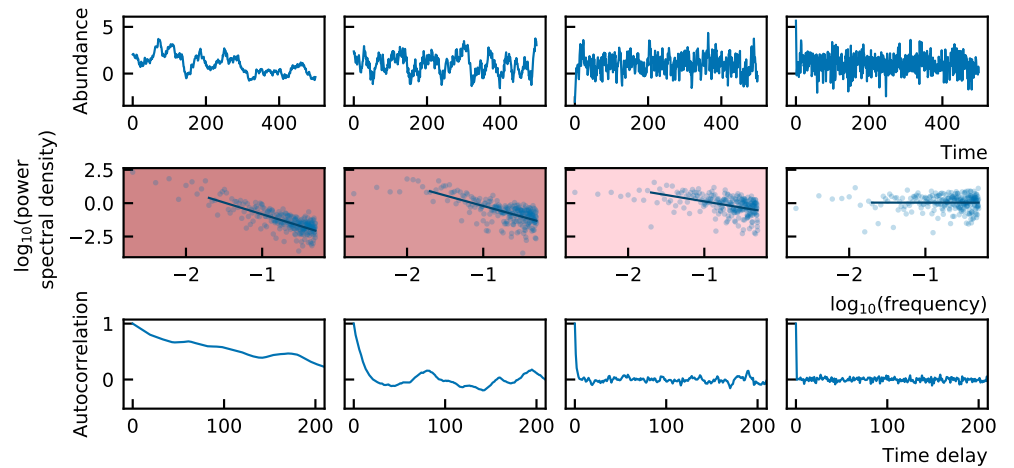 Abundance
5
0
0 200 400
0 200 400
0 200 400
0 200 400
Time
log₁₀(power
spectral density)
2.5
0.0
−2.5
−2 −1
−2 −1
−2 −1
−2 −1
log₁₀(frequency)
Autocorrelation
1
0
0 100 200
0 100 200
0 100 200
0 100 200
Time delay